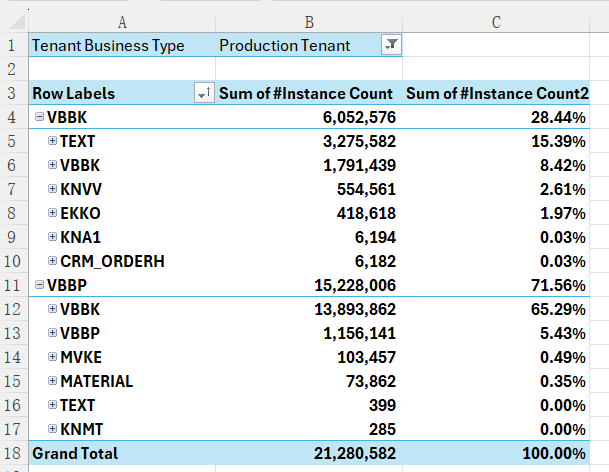 A B C
1 Tenant Business Type Production Tenant
2
3 Row Labels Sum of #Instance Count Sum of #Instance Count2
4 VBBK 6,052,576 28.44%
5 TEXT 3,275,582 15.39%
6 VBBK 1,791,439 8.42%
7 KNVV 554,561 2.61%
8 EKKO 418,618 1.97%
9 KNA1 6,194 0.03%
10 CRM_ORDERH 6,182 0.03%
11 VBBP 15,228,006 71.56%
12 VBBK 13,893,862 65.29%
13 VBBP 1,156,141 5.43%
14 MVKE 103,457 0.49%
15 MATERIAL 73,862 0.35%
16 TEXT 399 0.00%
17 KNMT 285 0.00%
18 Grand Total 21,280,582 100.00%